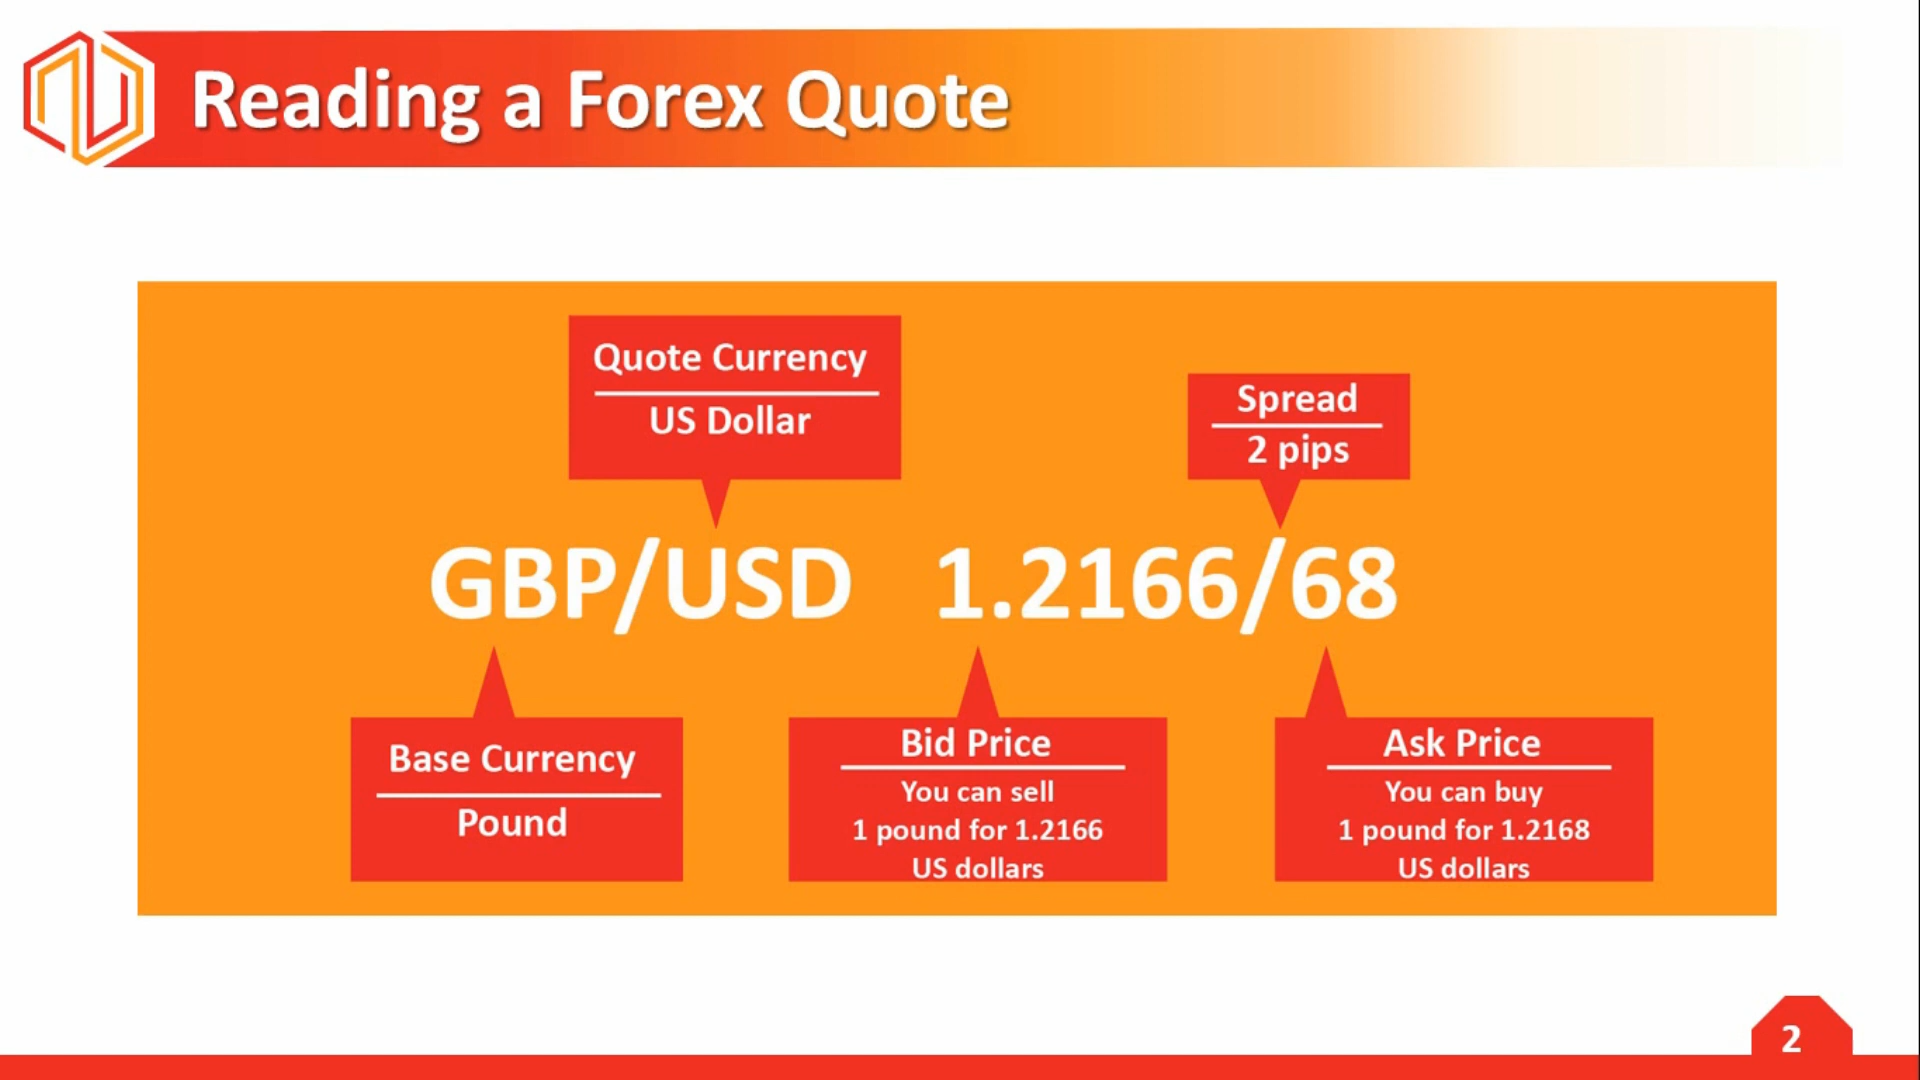 Reading a Forex Quote
Quote Currency
US Dollar
Spread
2 pips
GBP/USD 1.2166/68
Base Currency
Pound
Bid Price
You can sell
1 pound for 1.2166
US dollars
Ask Price
You can buy
1 pound for 1.2168
US dollars
2